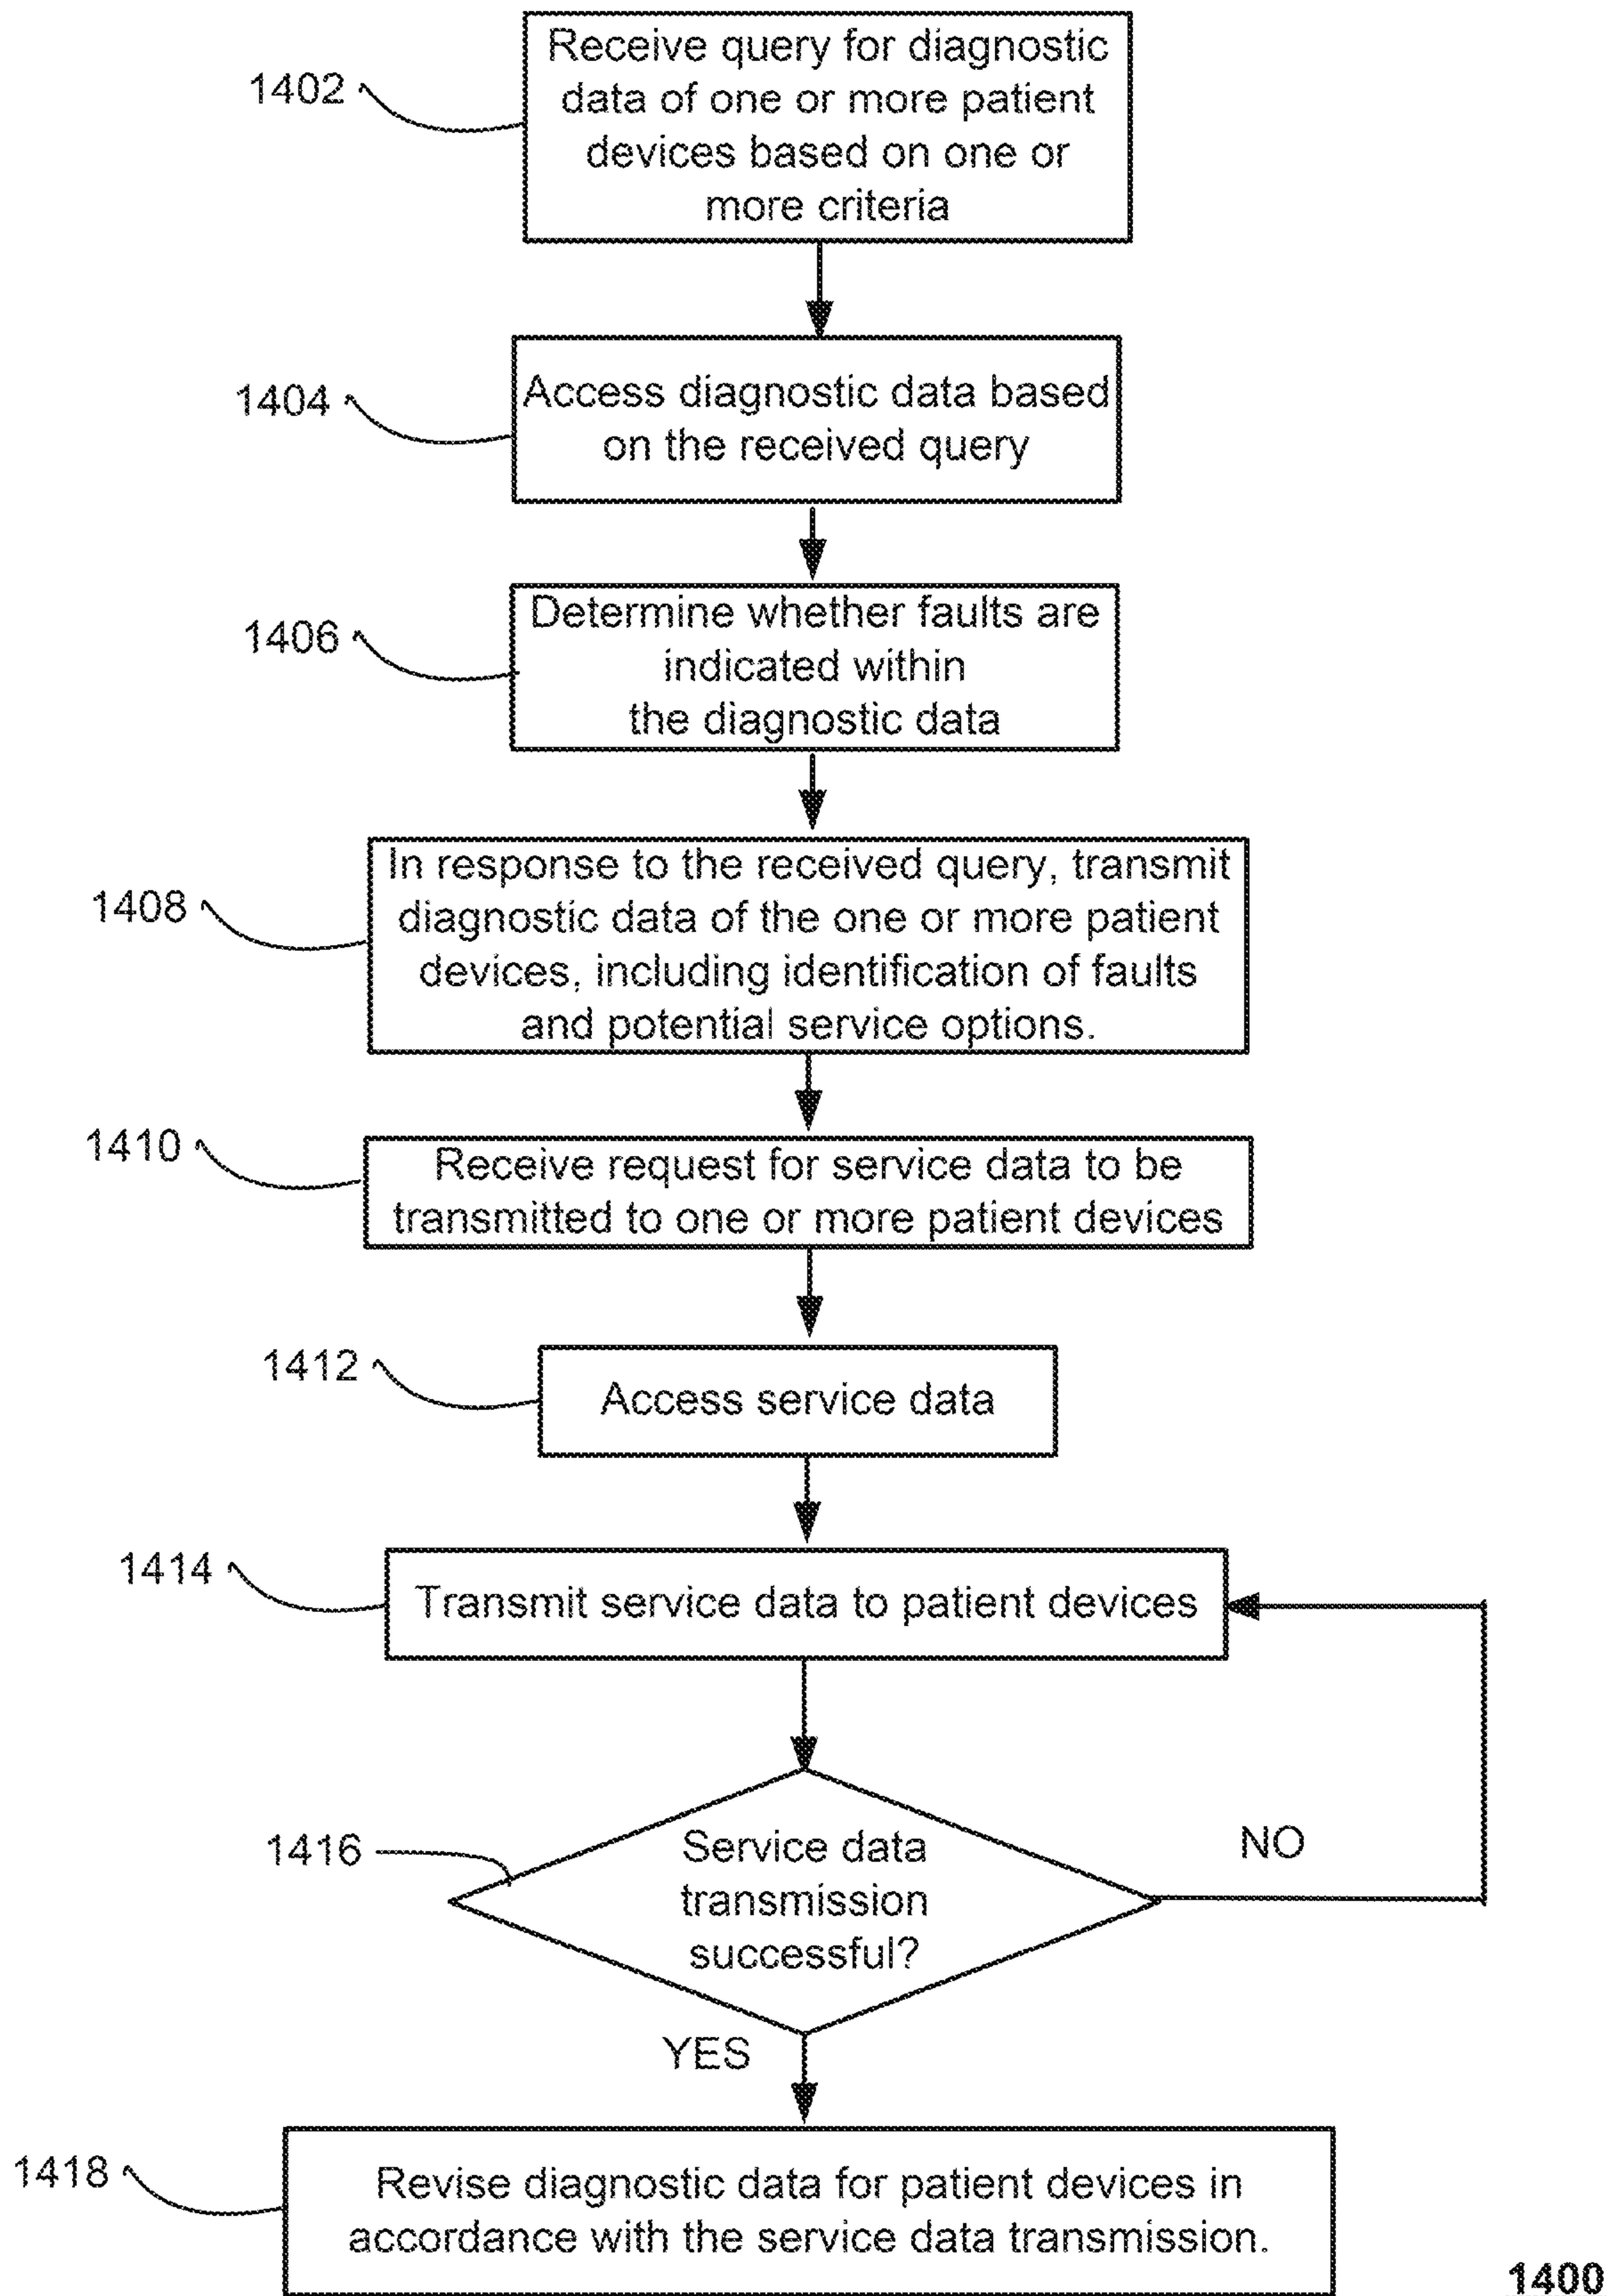 Receive query for diagnostic
1402
data of one or more patient
devices based on one or
more criteria
1404
Access diagnostic data based
on the received query
Determine whether faults are
1406
indicated within
the diagnostic data
In response to the received query, transmit
1408
diagnostic data of the one or more patient
devices, including identification of faults
and potential service options.
1410
Receive request for service data to be
transmitted to one or more patient devices
1412
Access service data
1414
Transmit service data to patient devices
1416
Service data
NO
transmission
successful?
YES
1418
Revise diagnostic data for patient devices in
accordance with the service data transmission.
1400